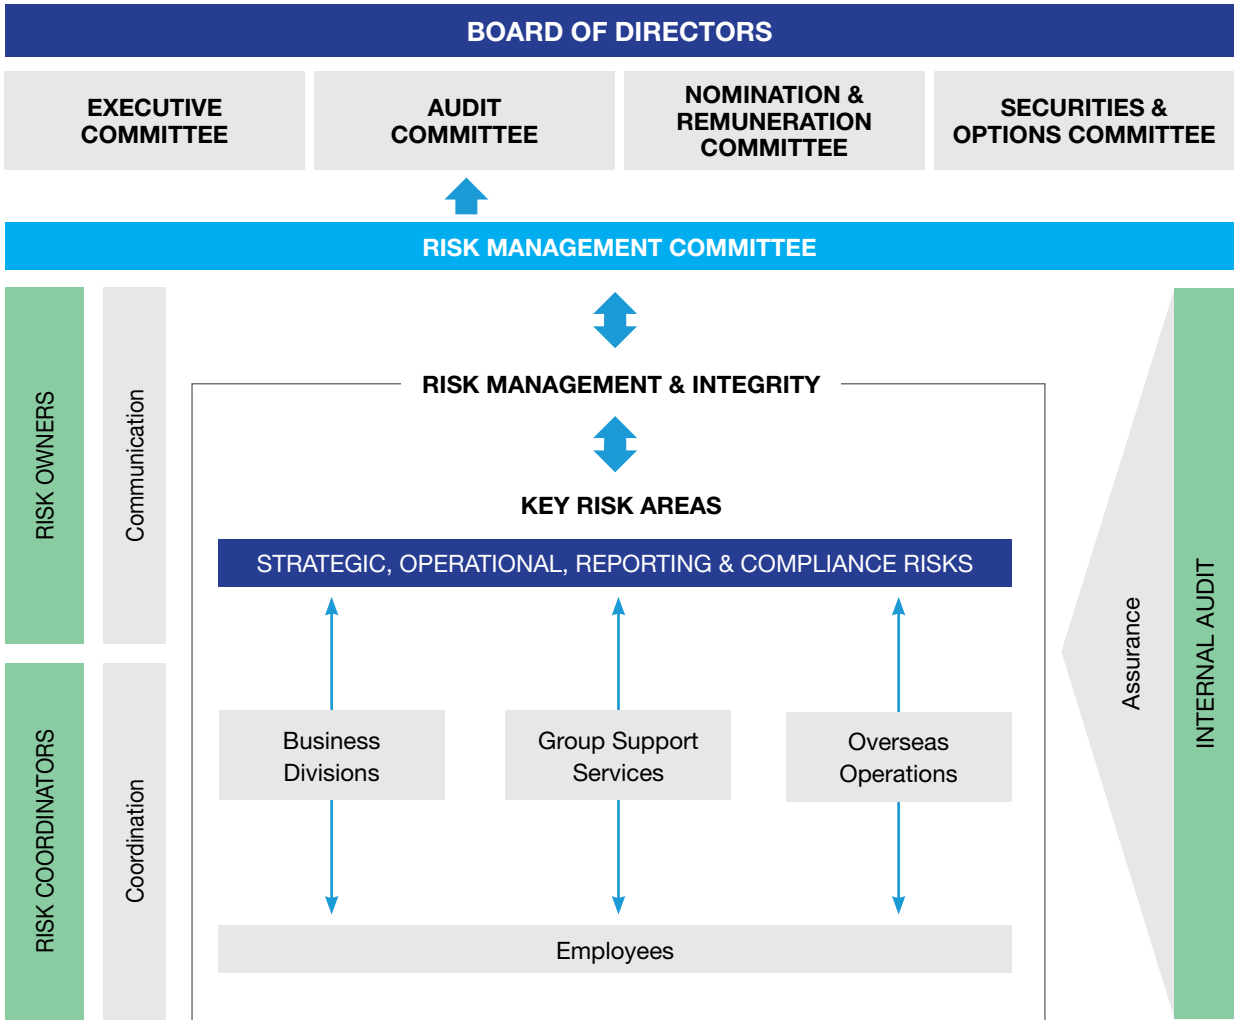 BOARD OF DIRECTORS
EXECUTIVE
COMMITTEE
AUDIT
COMMITTEE
NOMINATION &
REMUNERATION
COMMITTEE
SECURITIES &
OPTIONS COMMITTEE
RISK MANAGEMENT COMMITTEE
RISK OWNERS
Communication
RISK MANAGEMENT & INTEGRITY
KEY RISK AREAS
STRATEGIC, OPERATIONAL, REPORTING & COMPLIANCE RISKS
Business
Divisions
Group Support
Services
Overseas
Operations
Employees
RISK COORDINATORS
Coordination
Assurance
INTERNAL AUDIT